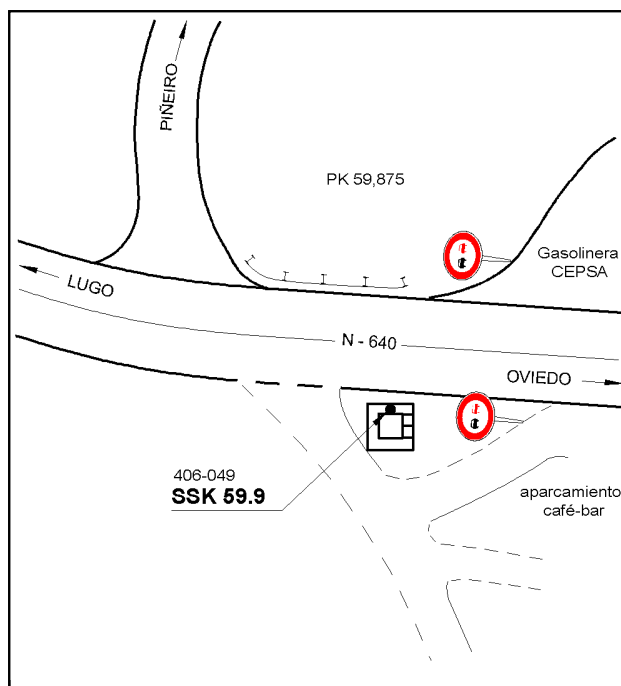 PIÑEIRO
PK 59,875
Gasolinera
CEPSA
LUGO
N - 640
OVIEDO
406-049
SSK 59.9
aparcamiento
café-bar